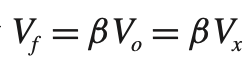 V_f = βV_o = βV_x